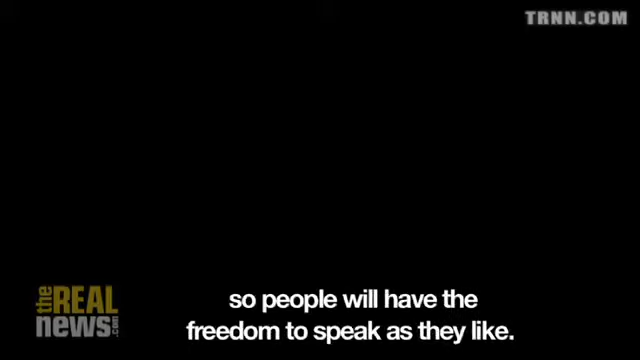 TRNN.COM
the REAL
news.com
so people will have the
freedom to speak as they like.